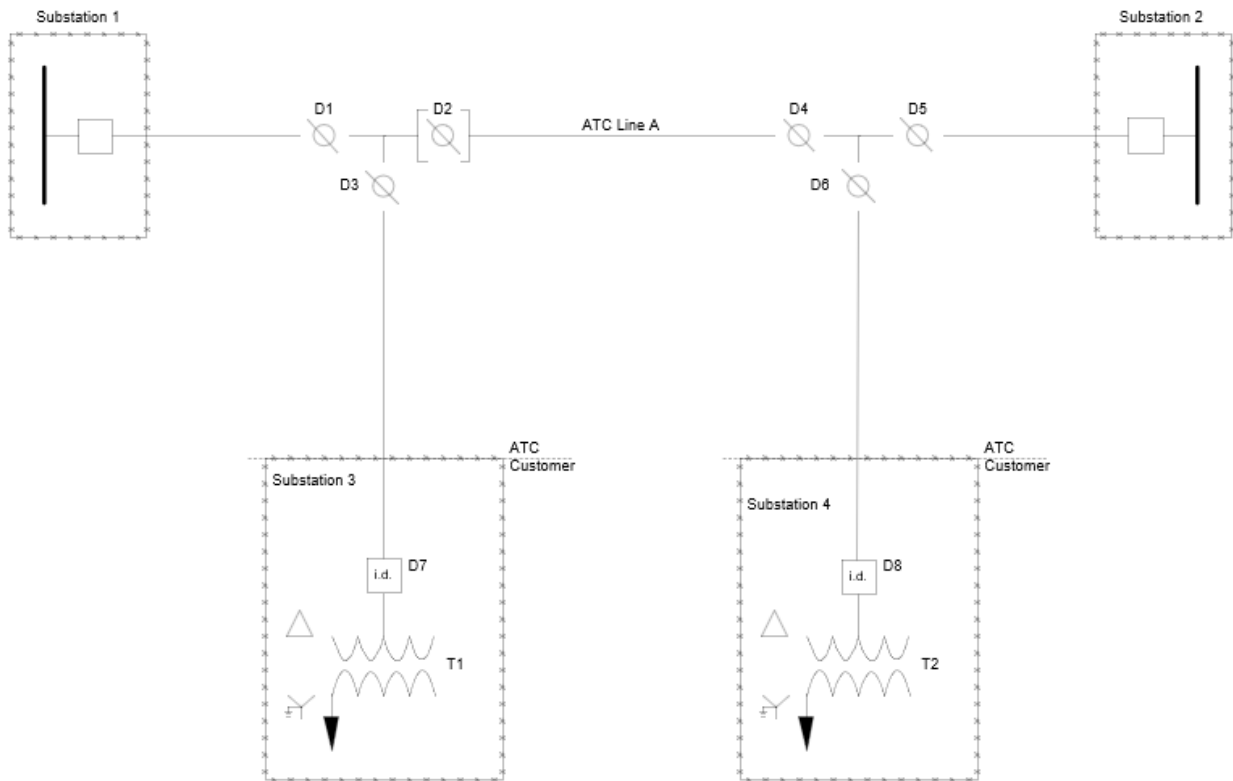 Substation 1
Substation 2
D1
D2
ATC Line A
D4
D5
D3
D6
ATC
Customer
ATC
Customer
Substation 3
Substation 4
i.d.
D7
i.d.
D8
T1
T2